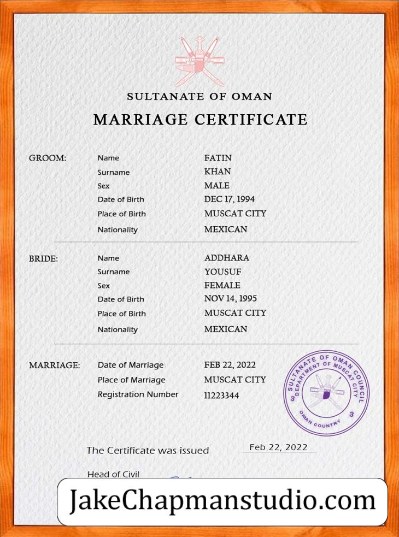 SULTANATE OF OMAN
MARRIAGE CERTIFICATE
GROOM: Name FATIN
Surname KHAN
Sex MALE
Date of Birth DEC 17, 1994
Place of Birth MUSCAT CITY
Nationality MEXICAN
BRIDE: Name ADDHARA
Surname YOUSUF
Sex FEMALE
Date of Birth NOV 14, 1995
Place of Birth MUSCAT CITY
Nationality MEXICAN
MARRIAGE: Date of Marriage FEB 22, 2022
Place of Marriage MUSCAT CITY
Registration Number 11223344
SULTANATE OF OMAN COUNCIL
DEPARTMENT OF MUSCAT CITY
OMAN COUNTRY
The Certificate was issued Feb 22, 2022
Head of Civil
JakeChapmanstudio.com